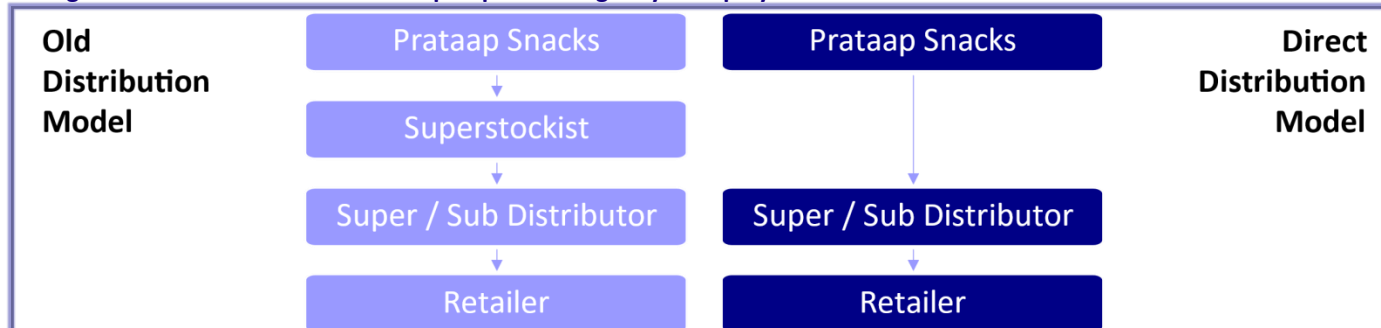 Old
Distribution
Model
Prataap Snacks
Superstockist
Super / Sub Distributor
Retailer
Prataap Snacks
Super / Sub Distributor
Retailer
Direct
Distribution
Model